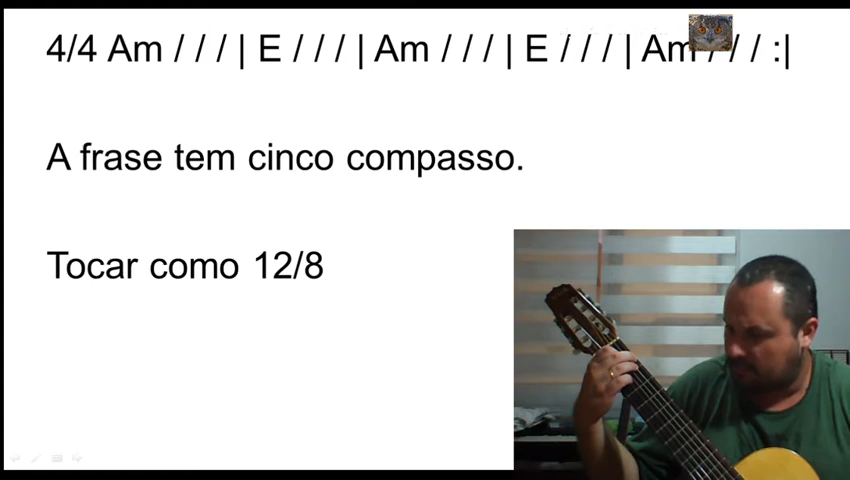 4/4 Am / / / | E / / / | Am / / / | E / / / | Am / / / :|
A frase tem cinco compasso.
Tocar como 12/8